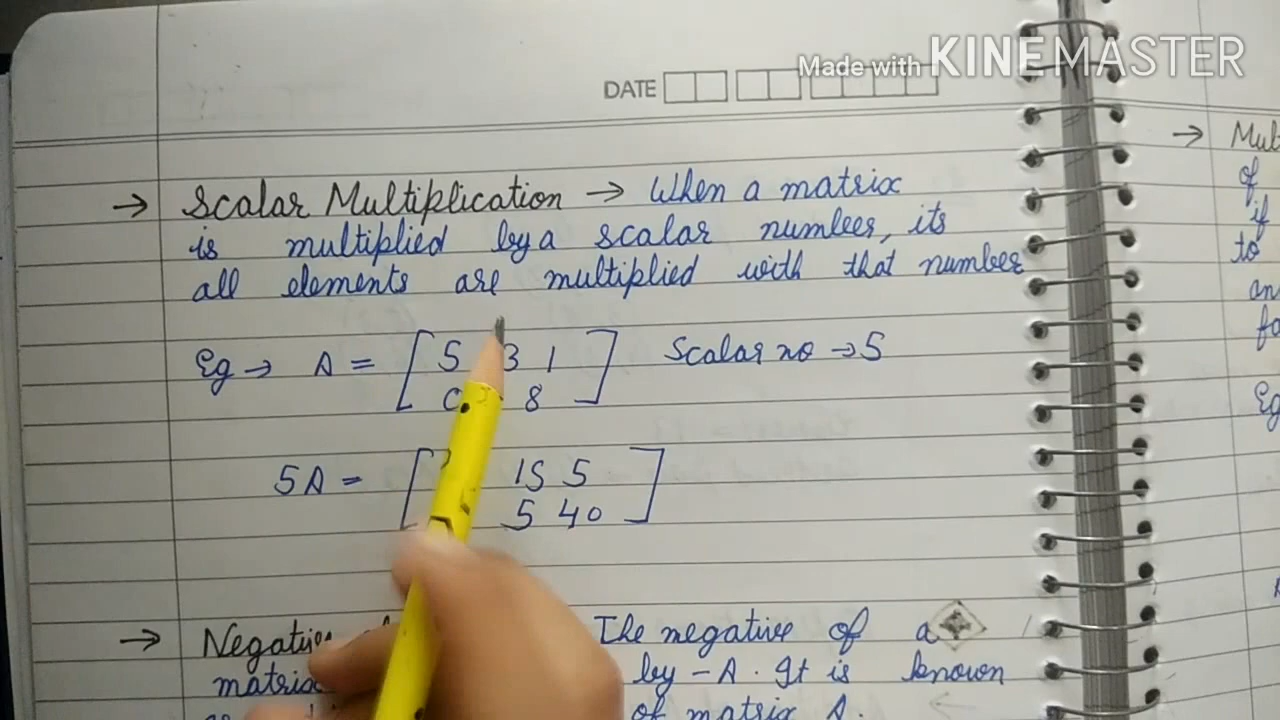 Made with KINEMASTER
DATE
→ Scalar Multiplication → When a matrix
is multiplied by a scalar number, its
all elements are multiplied with that number
Eg → A = [ 5 3 1 ] Scalar no → 5
8
5A = [ 15 5 ]
5 40
→ Negative The negative of a
matrix by - A. It is known
of matrix A.
→ Mul
of
if
to
an
fo
Eg